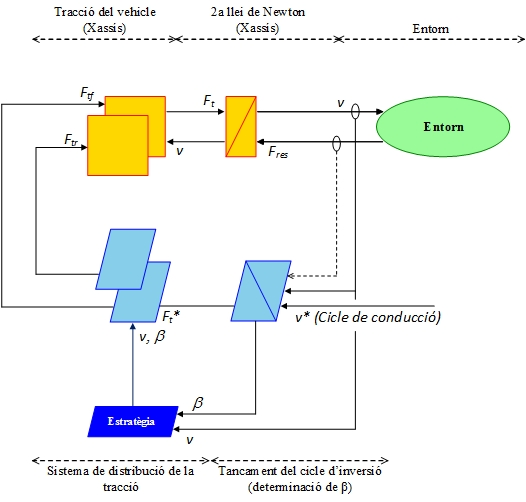 Tracció del vehicle
(Xassis)
2a llei de Newton
(Xassis)
Entorn
Ftf
Ft
v
Entorn
Ftr
v
Fres
Ft*
v* (Cicle de conducció)
v, β
β
Estratègia
v
Sistema de distribució de la
tracció
Tancament del cicle d’inversió
(determinació de β)